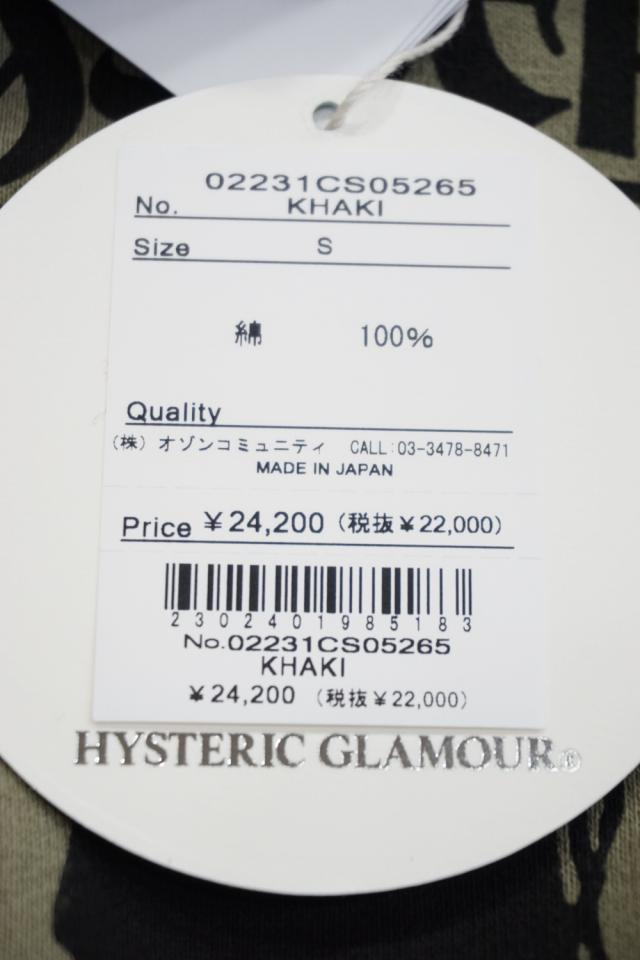 02231CS05265
No. KHAKI
Size S
綿 100%
Quality
(株) オゾンコミュニティ CALL:03-3478-8471
MADE IN JAPAN
Price ¥24,200 (税抜¥22,000)
2302401985183
No.02231CS05265
KHAKI
¥24,200 (税抜¥22,000)
HYSTERIC GLAMOUR®